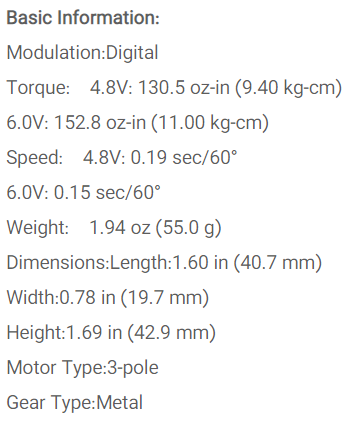 Basic Information:
Modulation:Digital
Torque: 4.8V: 130.5 oz-in (9.40 kg-cm)
6.0V: 152.8 oz-in (11.00 kg-cm)
Speed: 4.8V: 0.19 sec/60°
6.0V: 0.15 sec/60°
Weight: 1.94 oz (55.0 g)
Dimensions:Length:1.60 in (40.7 mm)
Width:0.78 in (19.7 mm)
Height:1.69 in (42.9 mm)
Motor Type:3-pole
Gear Type:Metal